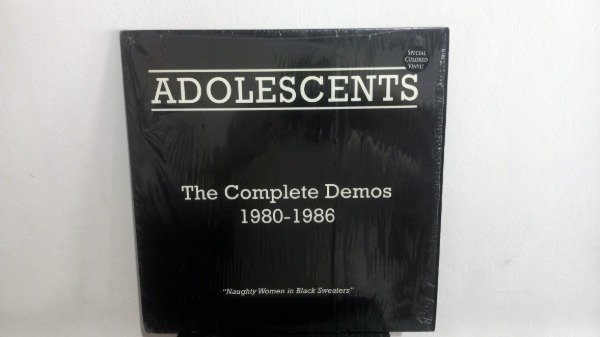 SPECIAL
COLORED
VINYL!
ADOLESCENTS
The Complete Demos
1980-1986
"Naughty Women in Black Sweaters"